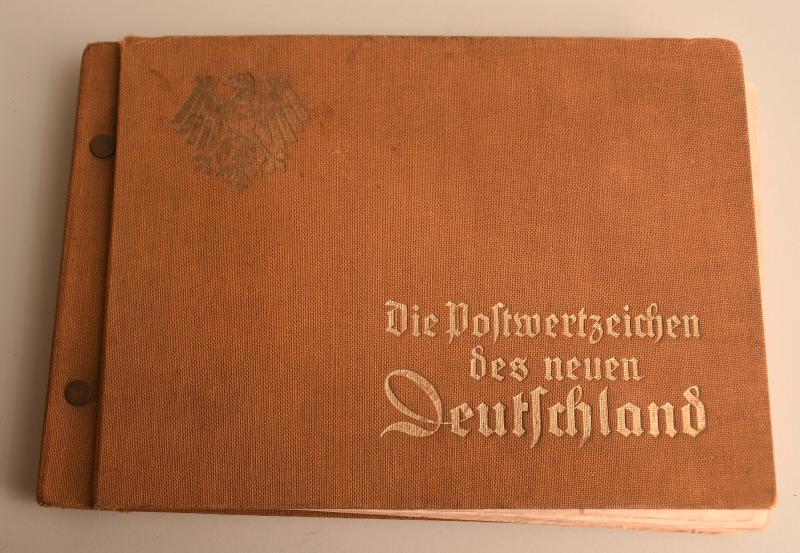 Die Poſtwertzeichen
des neuen
Deutſchland